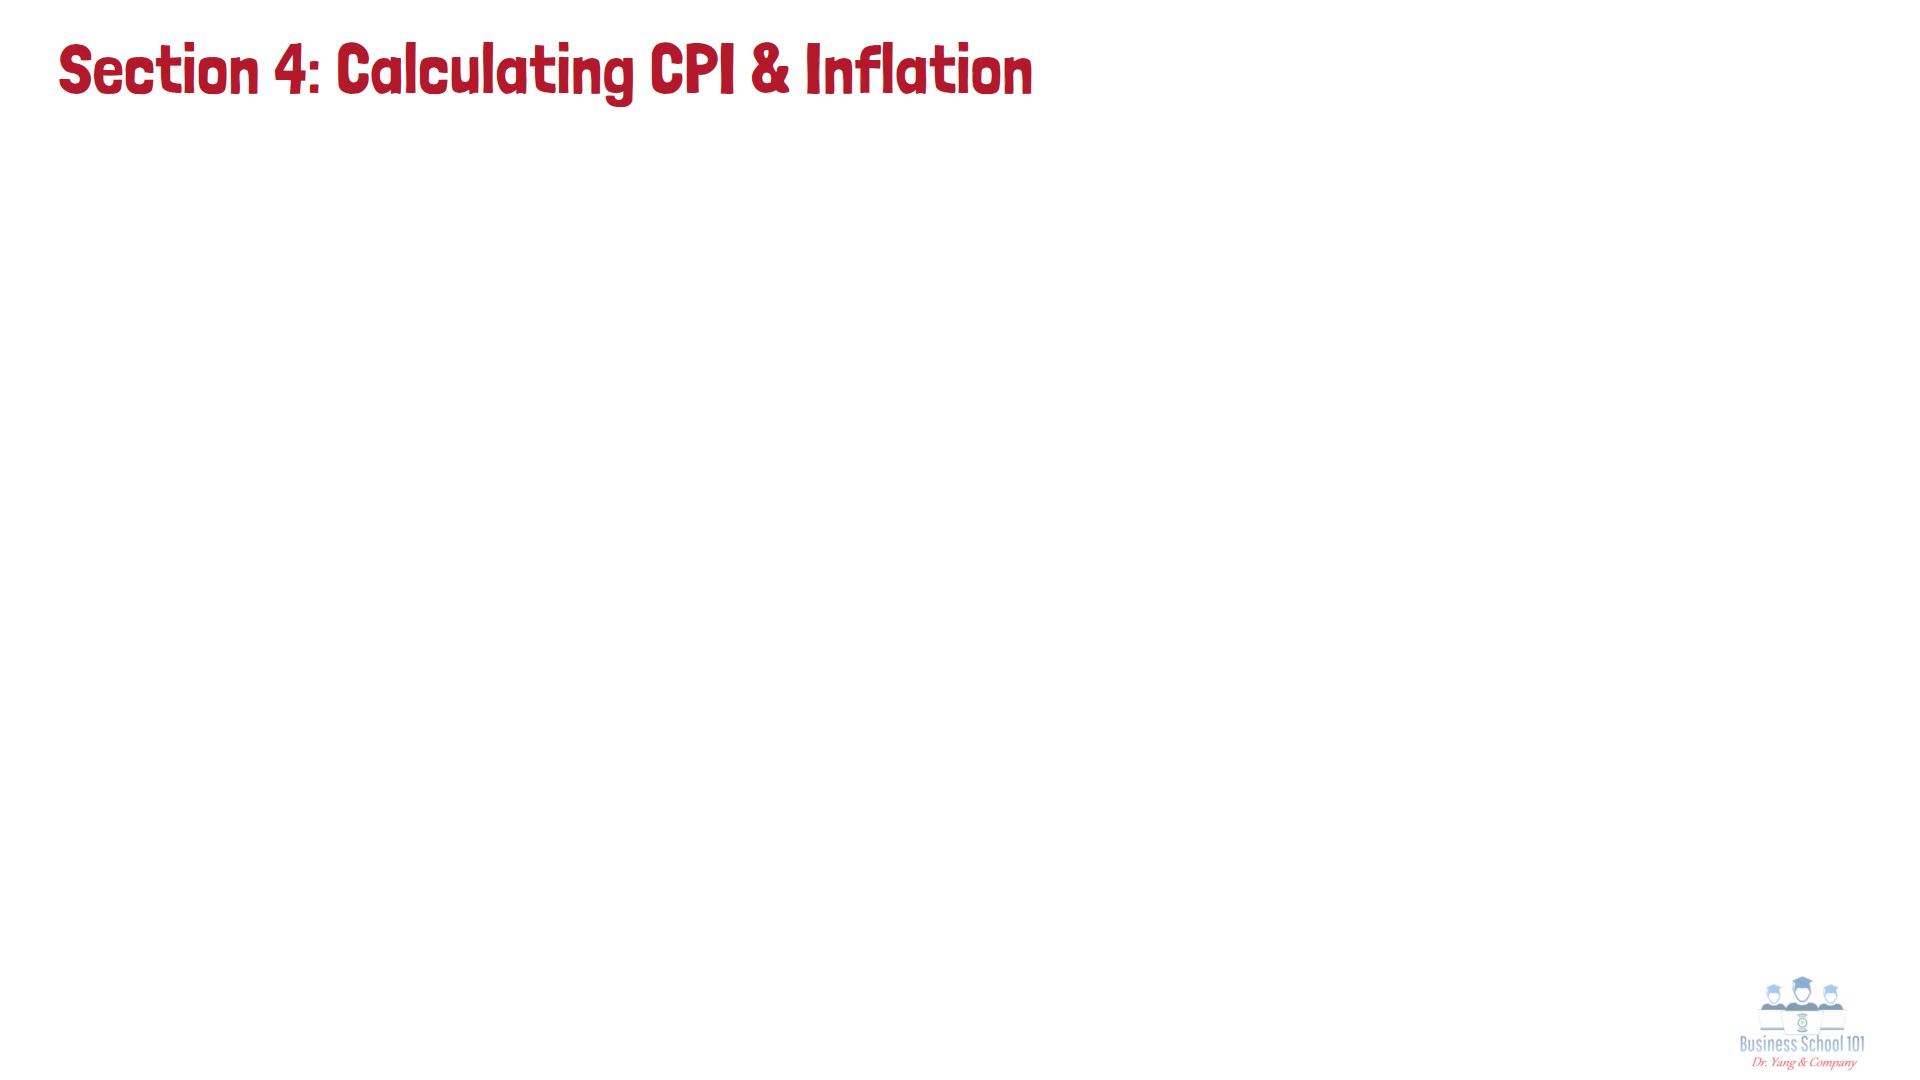 Section 4: Calculating CPI & Inflation
Business School 101
Dr. Yang & Company